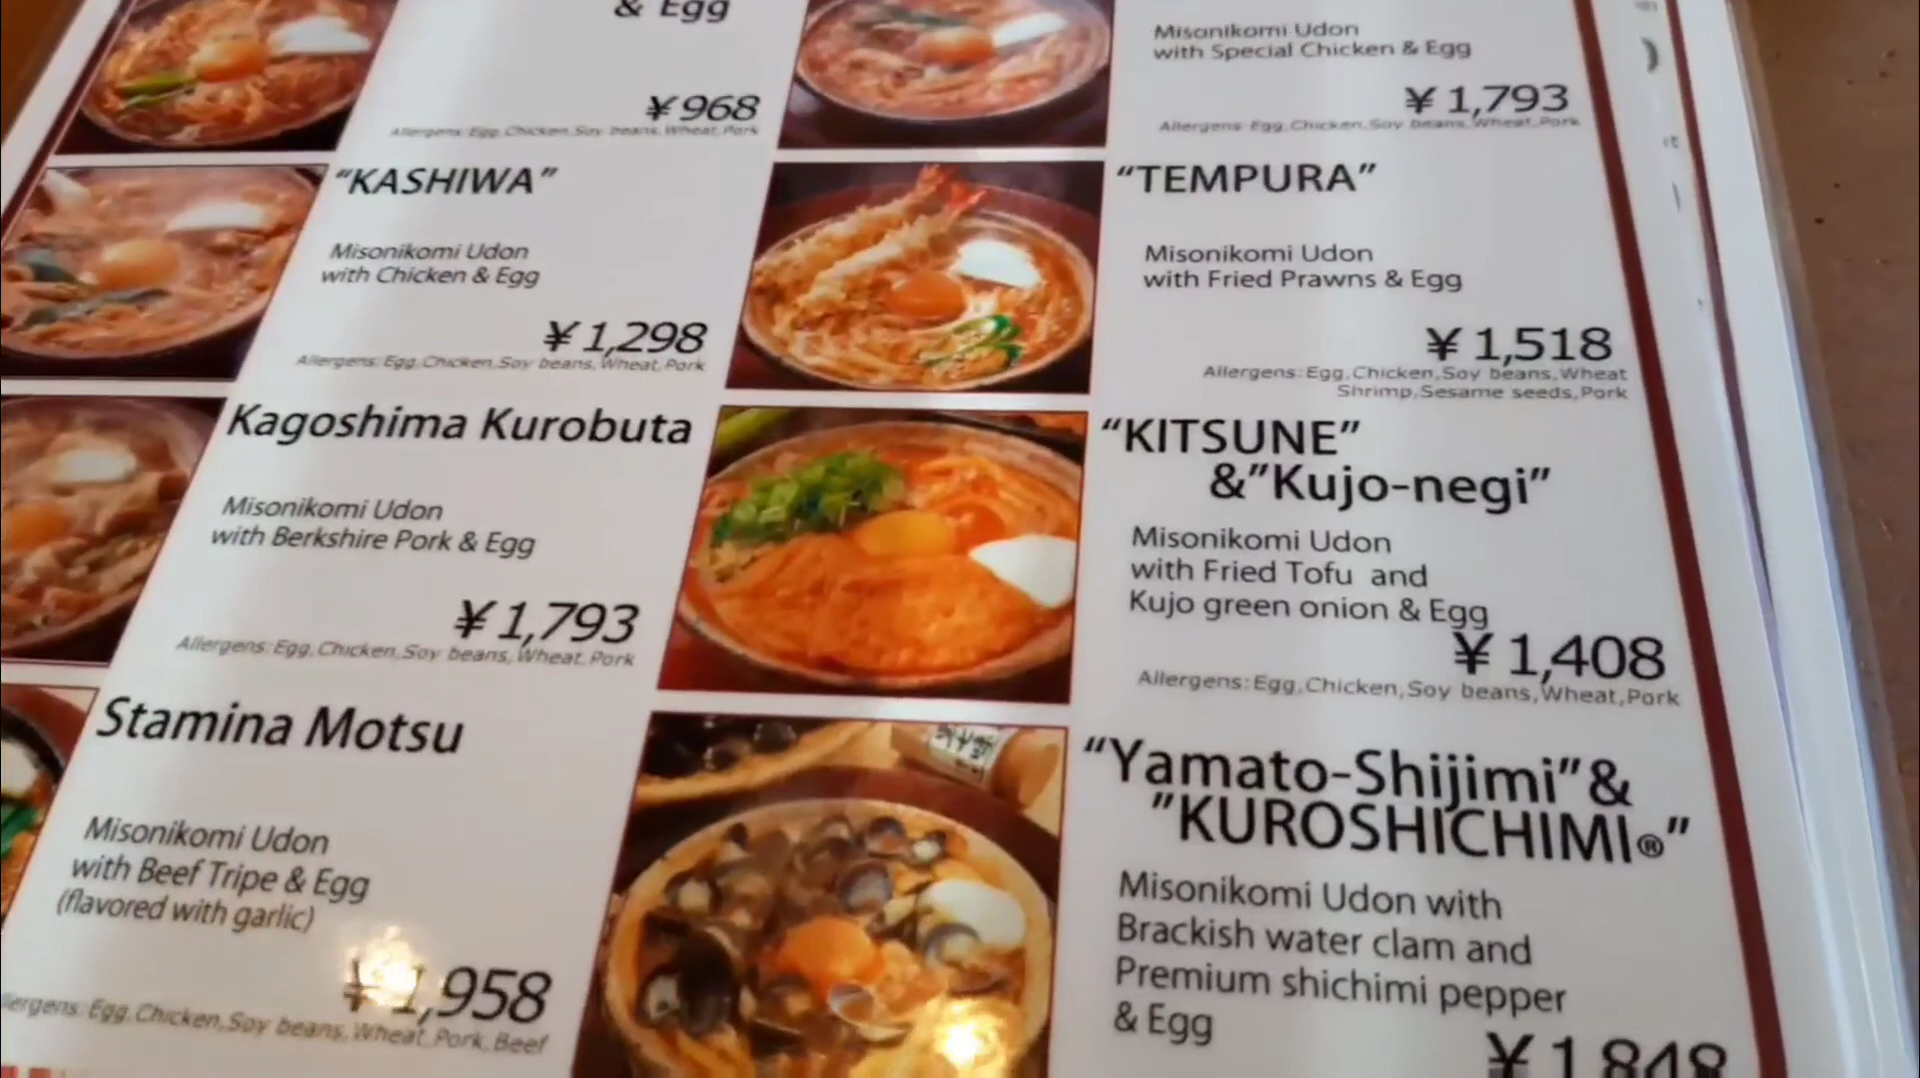 & Egg
¥968
Allergens: Egg, Chicken, Soy beans, Wheat, Pork
"KASHIWA"
Misonikomi Udon
with Chicken & Egg
¥1,298
Allergens: Egg, Chicken, Soy beans, Wheat, Pork
Kagoshima Kurobuta
Misonikomi Udon
with Berkshire Pork & Egg
¥1,793
Allergens: Egg, Chicken, Soy beans, Wheat, Pork
Stamina Motsu
Misonikomi Udon
with Beef Tripe & Egg
(flavored with garlic)
¥1,958
Egg, Chicken, Soy beans, Wheat, Pork, Beef
Misonikomi Udon
with Special Chicken & Egg
¥1,793
Allergens: Egg, Chicken, Soy beans, Wheat, Pork
"TEMPURA"
Misonikomi Udon
with Fried Prawns & Egg
¥1,518
Allergens: Egg, Chicken, Soy beans, Wheat
Shrimp, Sesame seeds, Pork
"KITSUNE"
&"Kujo-negi"
Misonikomi Udon
with Fried Tofu and
Kujo green onion & Egg
¥1,408
Allergens: Egg, Chicken, Soy beans, Wheat, Pork
"Yamato-Shijimi"&
"KUROSHICHIMI®"
Misonikomi Udon with
Brackish water clam and
Premium shichimi pepper
& Egg
¥1,848